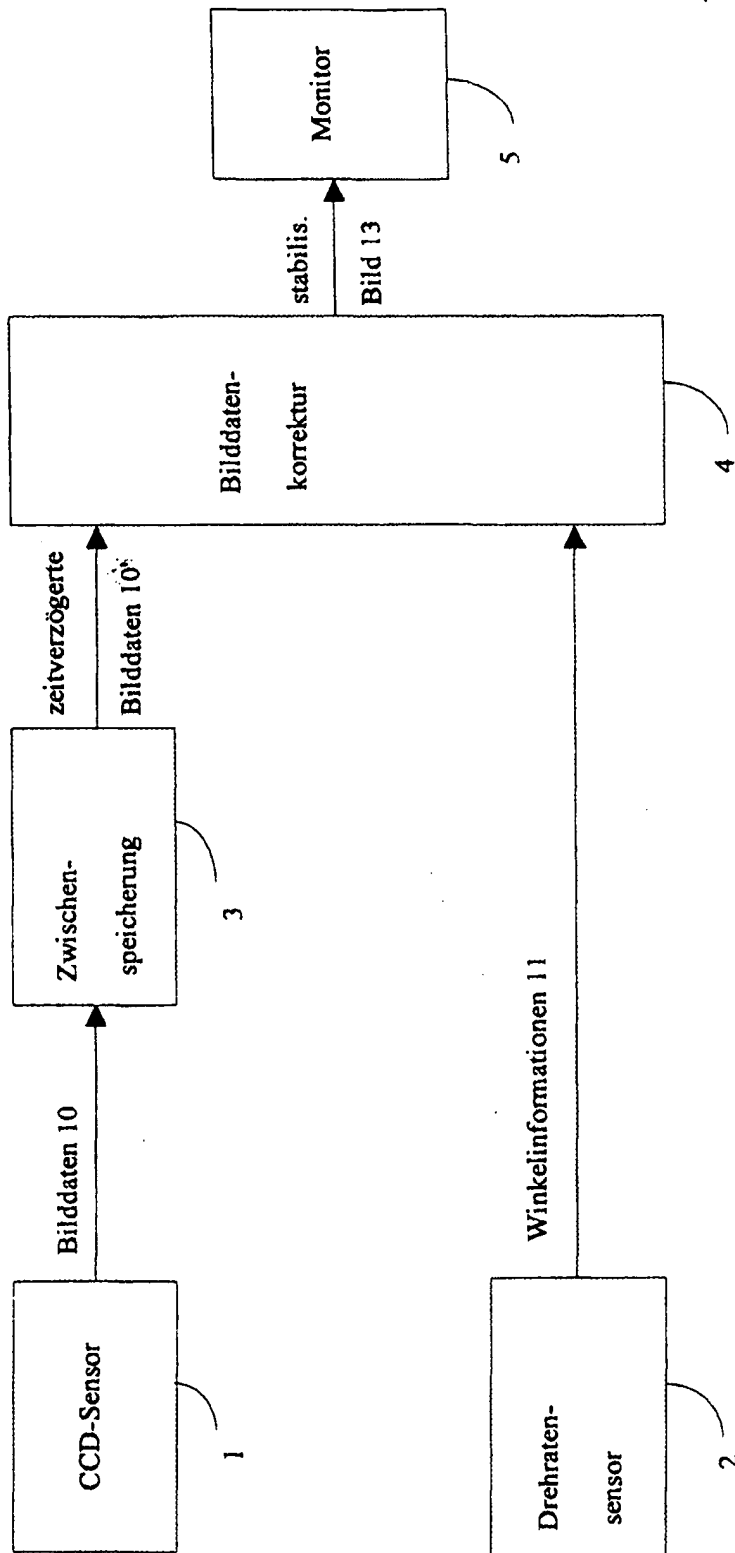 CCD-Sensor
1
Bilddaten 10
Zwischen-
speicherung
3
zeitverzögerte
Bilddaten 10'
Bilddaten-
korrektur
4
stabilis.
Bild 13
Monitor
5
Drehraten-
sensor
2
Winkelinformationen 11